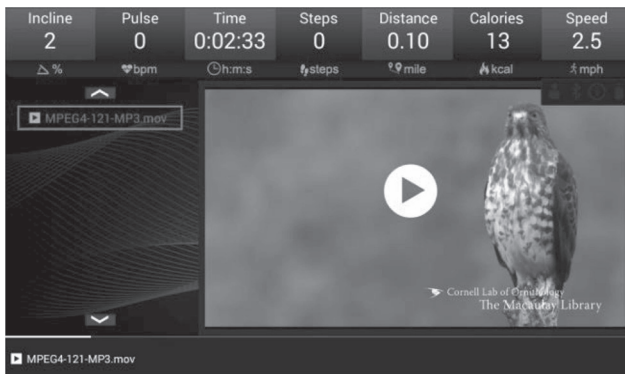 Incline Pulse Time Steps Distance Calories Speed
2 0 0:02:33 0 0.10 13 2.5
% bpm h:m:s steps mile kcal mph
MPEG4-121-MP3.mov
Cornell Lab of Ornithology
The Macaulay Library
MPEG4-121-MP3.mov